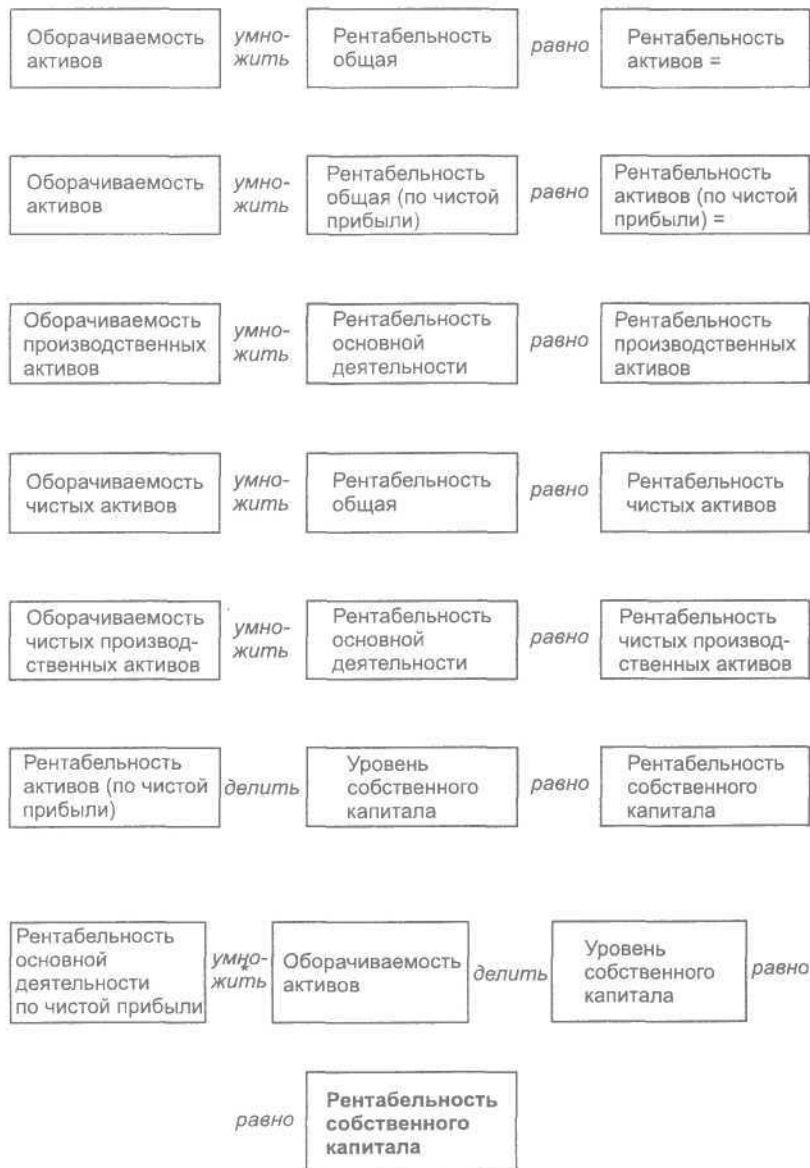 Оборачиваемость
активов
умно-
жить
Рентабельность
общая
равно
Рентабельность
активов =
Оборачиваемость
активов
умно-
жить
Рентабельность
общая (по чистой
прибыли)
равно
Рентабельность
активов (по чистой
прибыли) =
Оборачиваемость
производственных
активов
умно-
жить
Рентабельность
основной
деятельности
равно
Рентабельность
производственных
активов
Оборачиваемость
чистых активов
умно-
жить
Рентабельность
общая
равно
Рентабельность
чистых активов
Оборачиваемость
чистых производ-
ственных активов
умно-
жить
Рентабельность
основной
деятельности
равно
Рентабельность
чистых производ-
ственных активов
Рентабельность
активов (по чистой
прибыли)
делить
Уровень
собственного
капитала
равно
Рентабельность
собственного
капитала
Рентабельность
основной
деятельности
по чистой прибыли
умно-
жить
Оборачиваемость
активов
делить
Уровень
собственного
капитала
равно
равно
Рентабельность
собственного
капитала